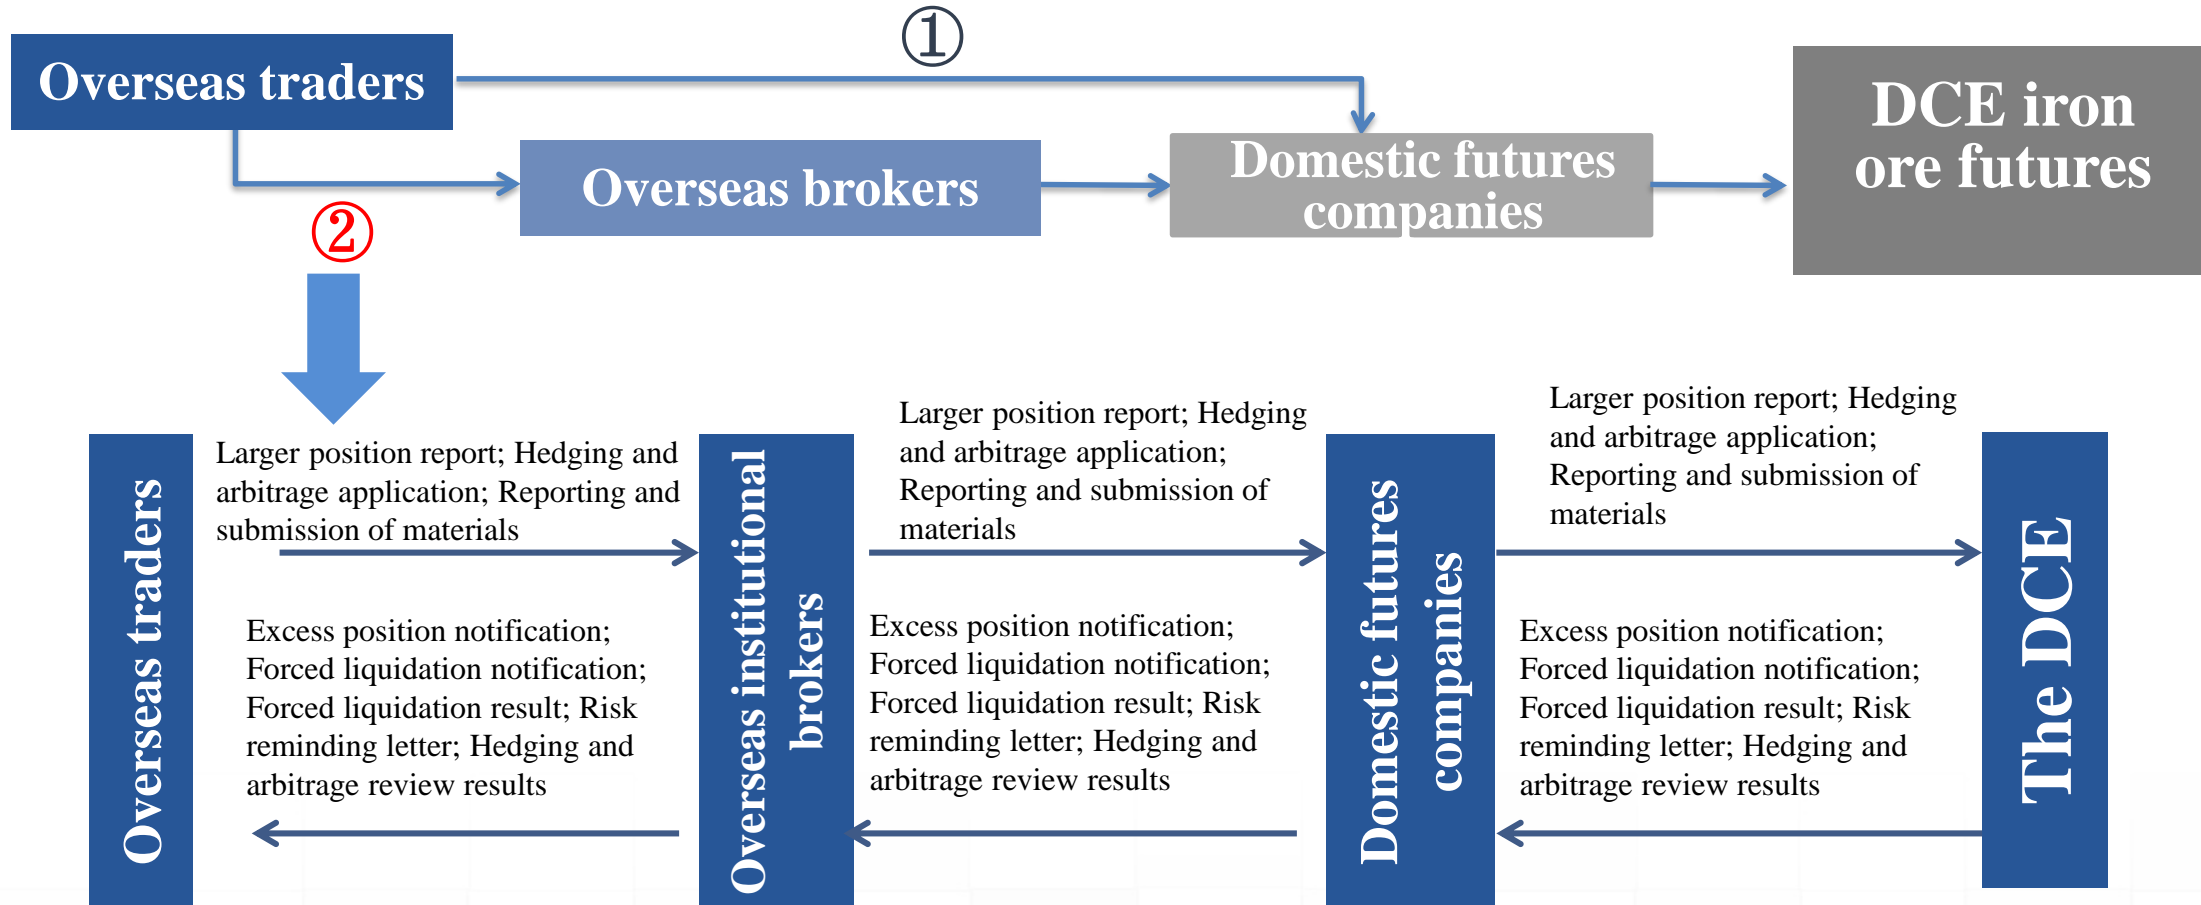 ①
Overseas traders
DCE iron
ore futures
Overseas brokers
Domestic futures
companies
②
Overseas traders
Larger position report; Hedging and
arbitrage application; Reporting and
submission of materials
Excess position notification;
Forced liquidation notification;
Forced liquidation result; Risk
reminding letter; Hedging and
arbitrage review results
Overseas institutional
brokers
Larger position report; Hedging
and arbitrage application;
Reporting and submission of
materials
Excess position notification;
Forced liquidation notification;
Forced liquidation result; Risk
reminding letter; Hedging and
arbitrage review results
Domestic futures
companies
Larger position report; Hedging
and arbitrage application;
Reporting and submission of
materials
Excess position notification;
Forced liquidation notification;
Forced liquidation result; Risk
reminding letter; Hedging and
arbitrage review results
The DCE